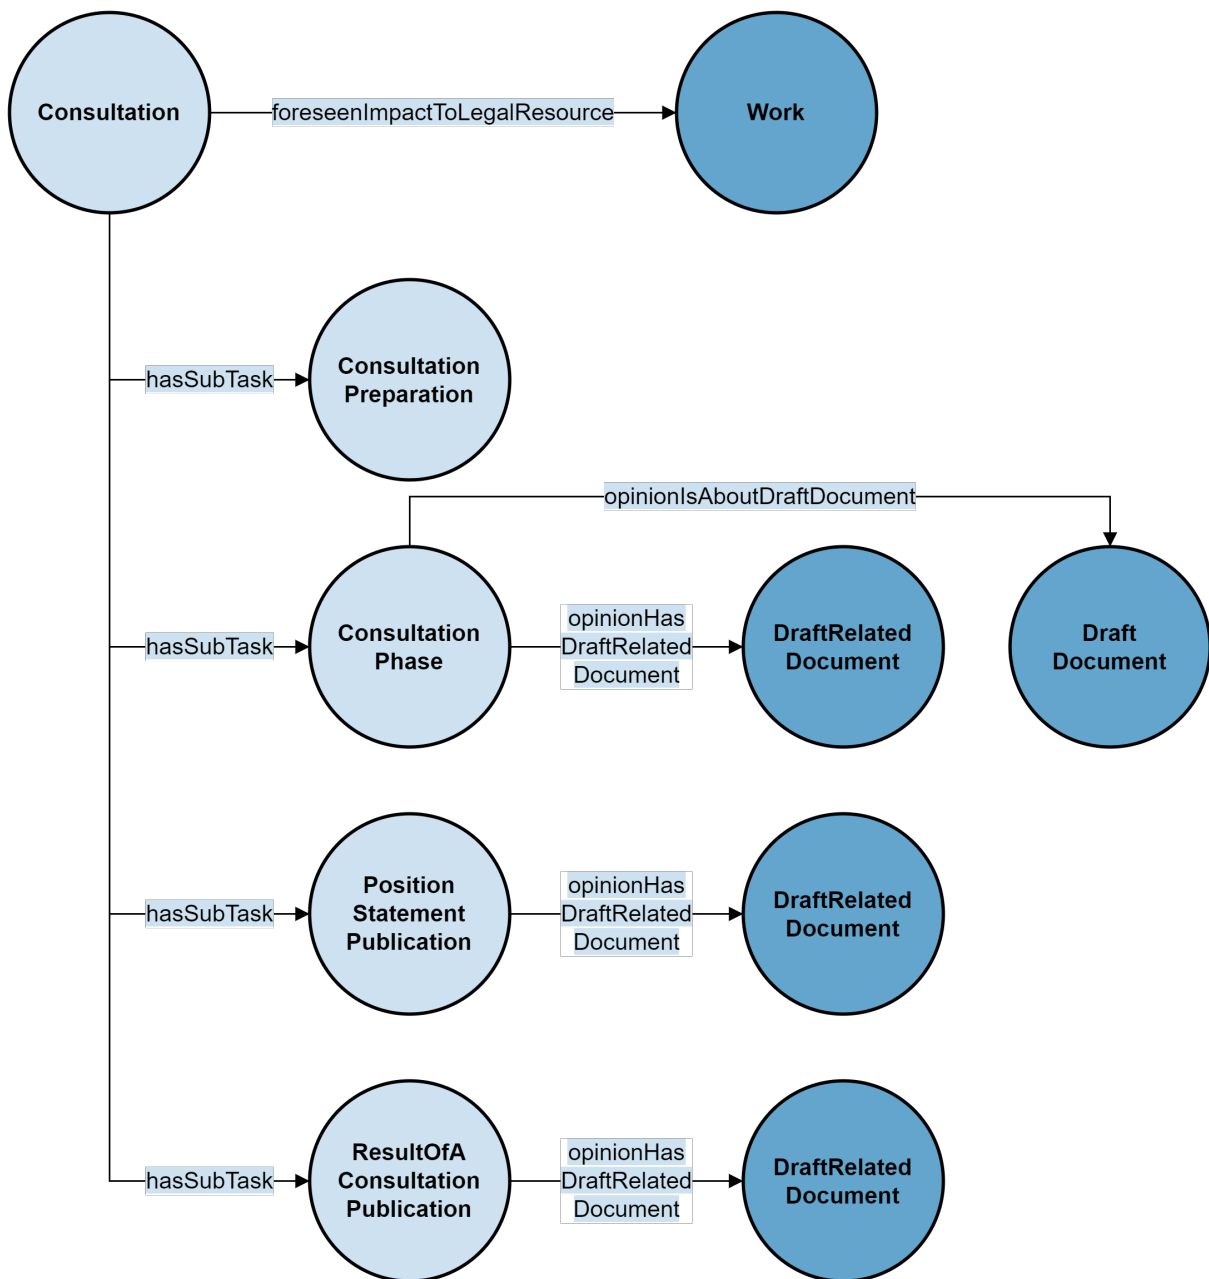 Consultation
foreseenImpactToLegalResource
Work
hasSubTask
Consultation
Preparation
opinionIsAboutDraftDocument
hasSubTask
Consultation
Phase
opinionHas
DraftRelated
Document
DraftRelated
Document
Draft
Document
hasSubTask
Position
Statement
Publication
opinionHas
DraftRelated
Document
DraftRelated
Document
hasSubTask
ResultOfA
Consultation
Publication
opinionHas
DraftRelated
Document
DraftRelated
Document